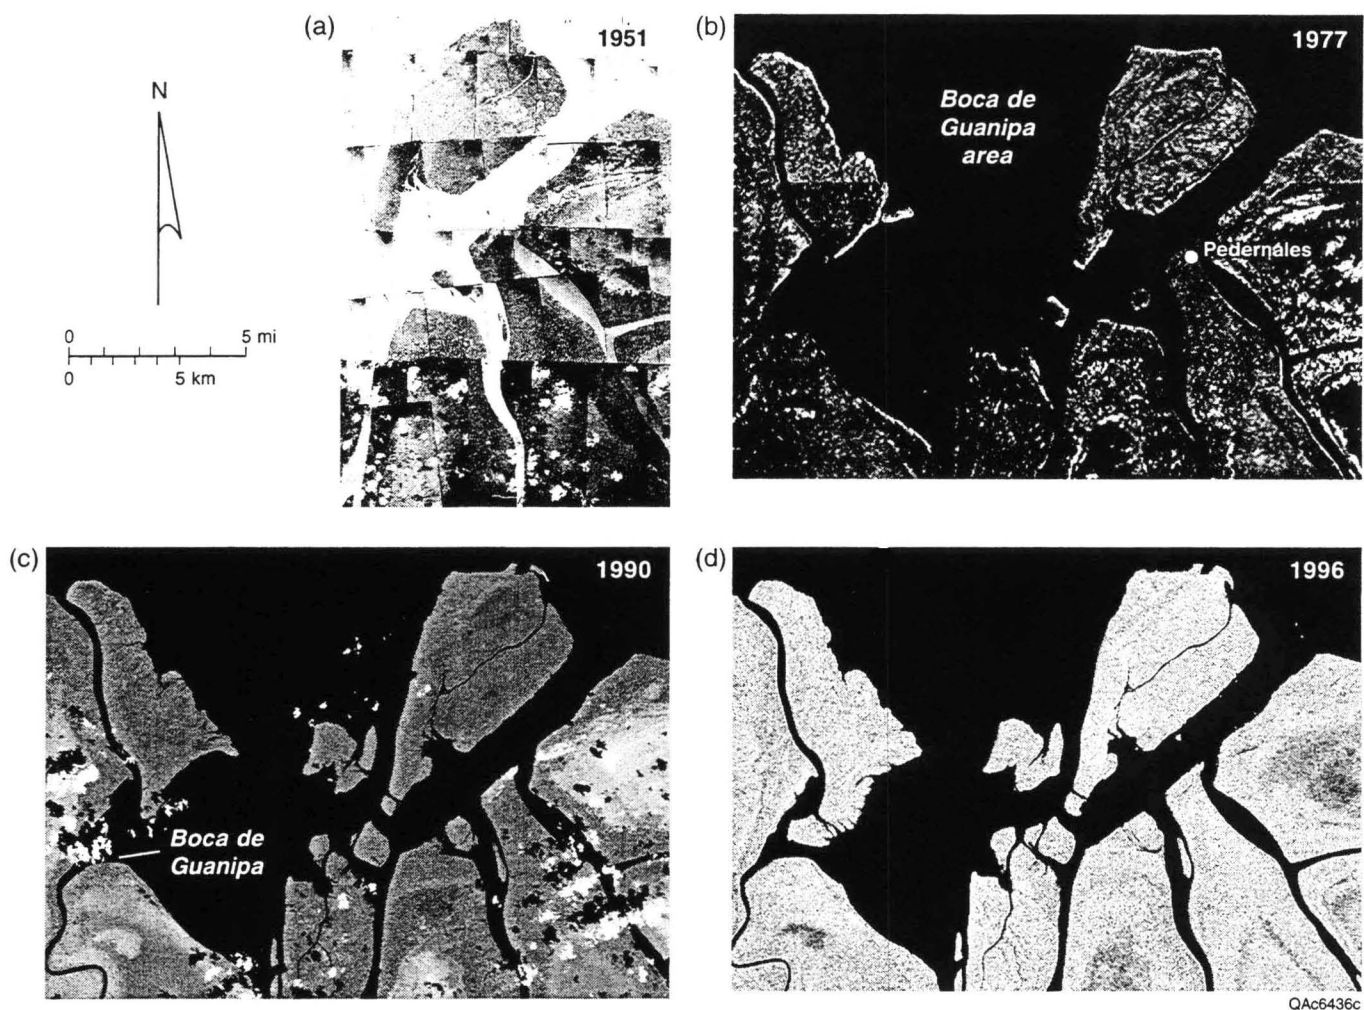 (a)
1951
(b)
1977
N
Boca de
Guanipa
area
Pedernales
0 5 mi
0 5 km
(c)
1990
Boca de
Guanipa
(d)
1996
QAc6436c